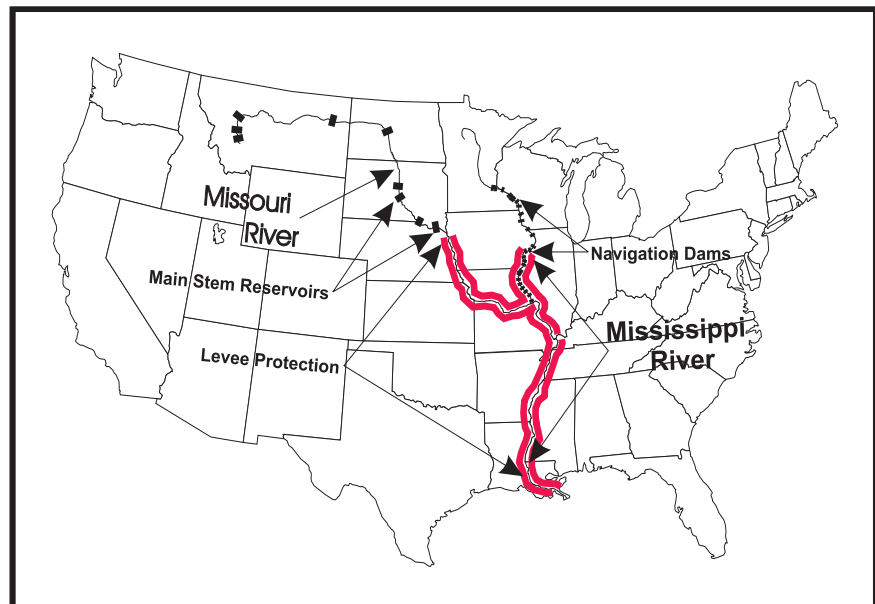 Missouri
River
Navigation Dams
Main Stem Reservoirs
Mississippi
River
Levee Protection